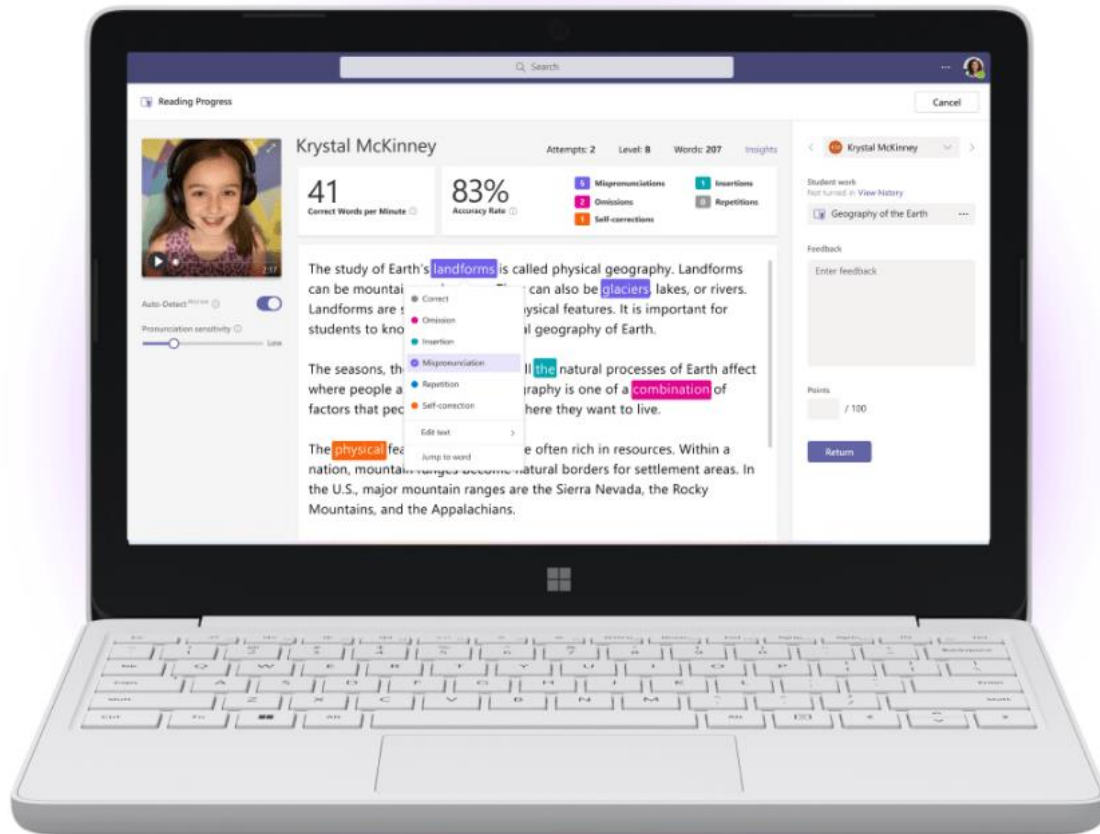 Search
...
Reading Progress
Cancel
Krystal McKinney
Attempts: 2 Level: B Words: 207 Insights
41
Correct Words per Minute
83%
Accuracy Rate
5 Mispronunciations
2 Omissions
1 Self-corrections
1 Insertions
0 Repetitions
2:17
Auto-Detect
Pronunciation sensitivity
Low
The study of Earth's landforms is called physical geography. Landforms
can be mountai can also be glaciers, lakes, or rivers.
Landforms are s ysical features. It is important for
students to kno l geography of Earth.
The seasons, th ll the natural processes of Earth affect
where people a raphy is one of a combination of
factors that peo here they want to live.
The physical fea e often rich in resources. Within a
nation, mountain ranges become natural borders for settlement areas. In
the U.S., major mountain ranges are the Sierra Nevada, the Rocky
Mountains, and the Appalachians.
Correct
Omission
Insertion
Mispronunciation
Repetition
Self-correction
Edit text
Jump to word
Krystal McKinney
Student work
Not turned in View History
Geography of the Earth ...
Feedback
Enter feedback
Points
/ 100
Return
Q W E R T Y U I O P
A S D F G H J K L
Z X C V B N M
Ctrl Fn Alt Alt